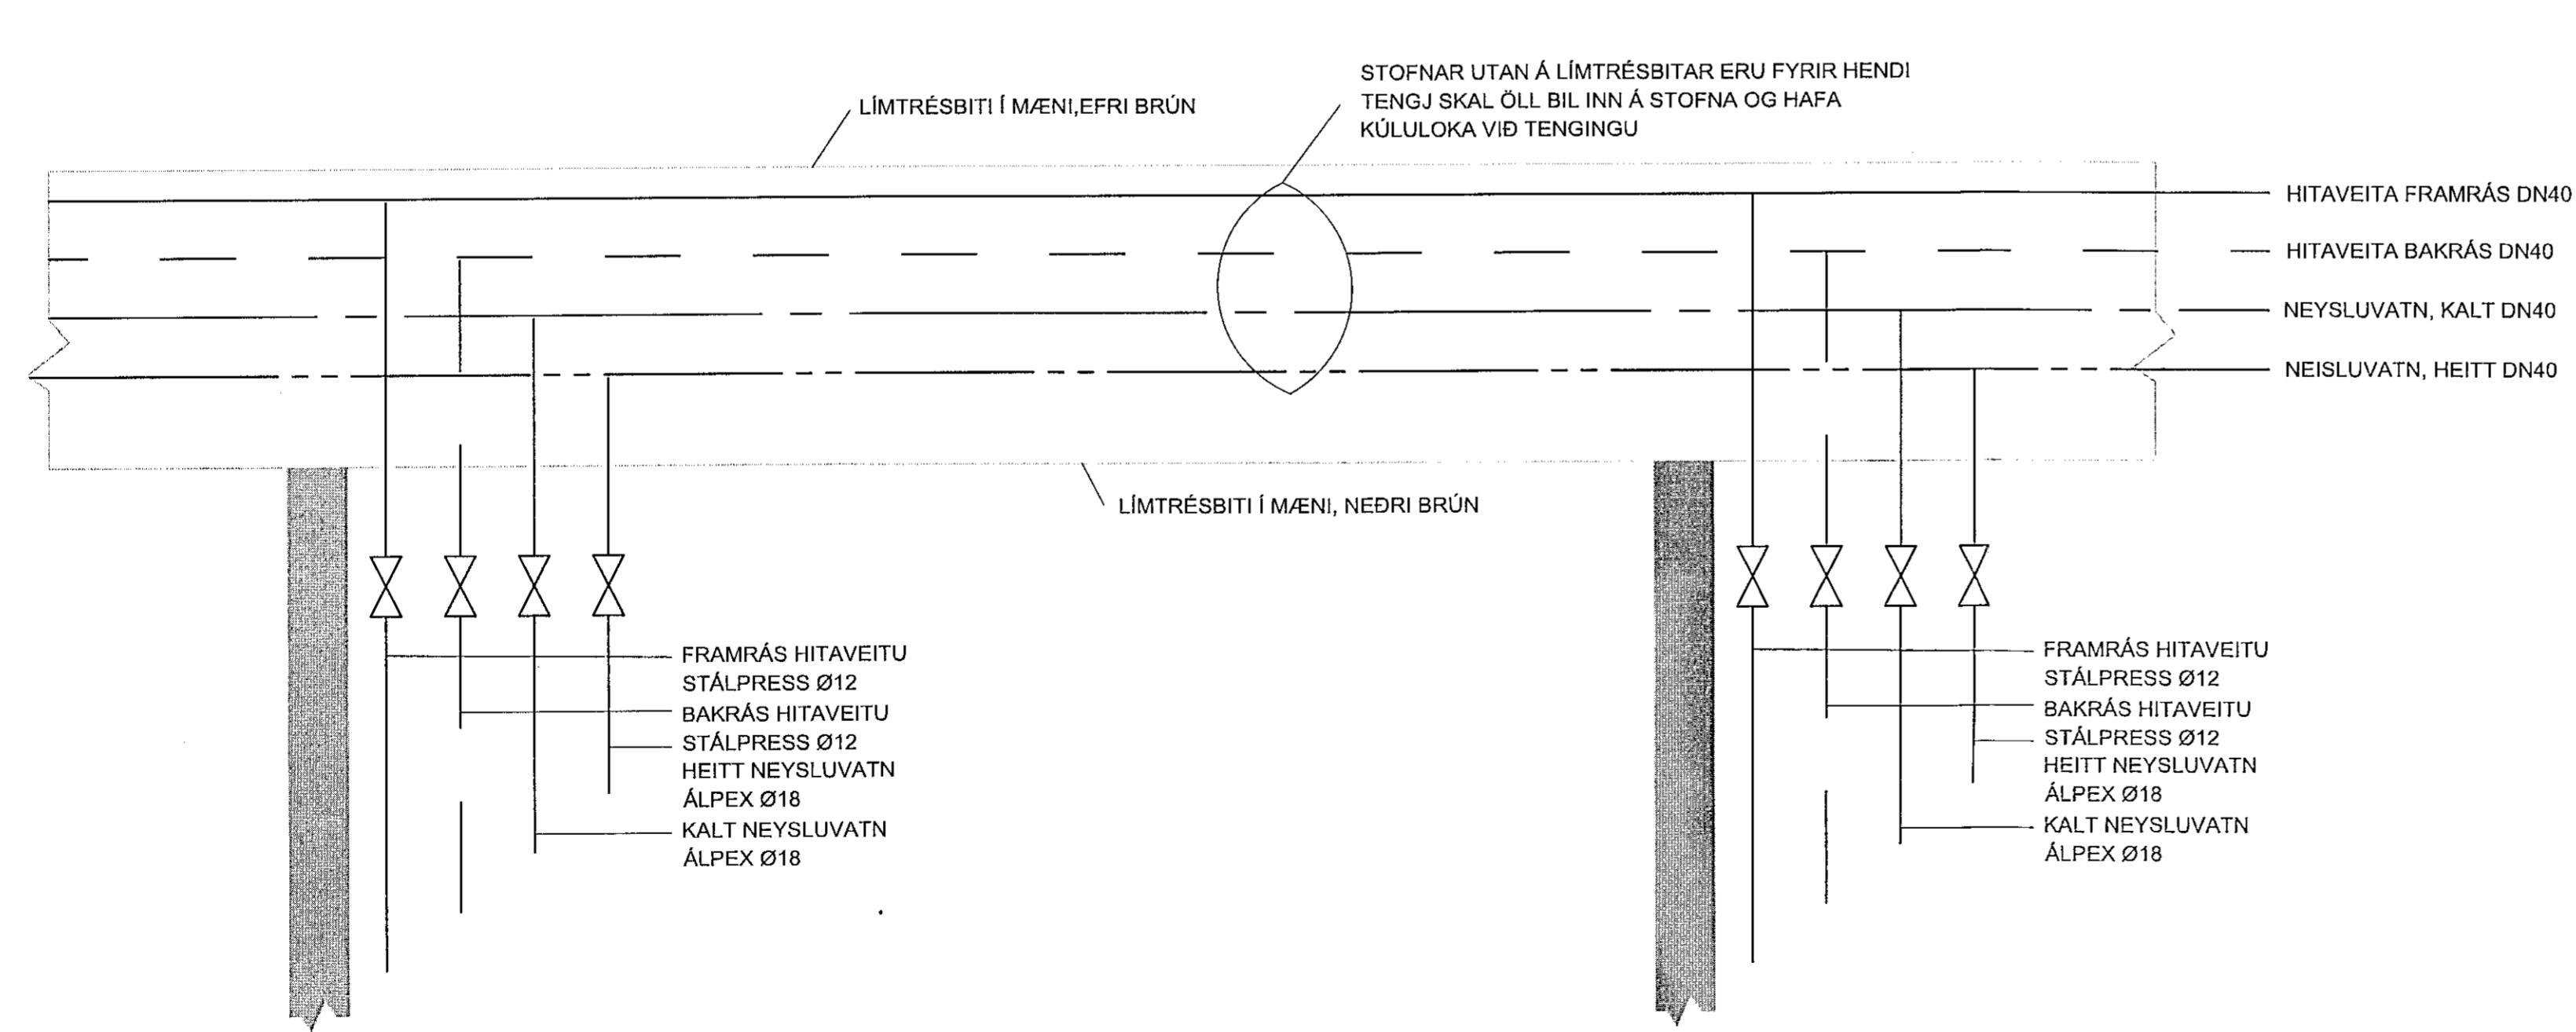 STOFNAR UTAN Á LÍMTRÉSBITAR ERU FYRIR HENDI
TENGJ SKAL ÖLL BIL INN Á STOFNA OG HAFA
KÚLULOKA VIÐ TENGINGU
LÍMTRÉSBITI Í MÆNI,EFRI BRÚN
HITAVEITA FRAMRÁS DN40
HITAVEITA BAKRÁS DN40
NEYSLUVATN, KALT DN40
NEISLUVATN, HEITT DN40
LÍMTRÉSBITI Í MÆNI, NEÐRI BRÚN
FRAMRÁS HITAVEITU
STÁLPRESS Ø12
BAKRÁS HITAVEITU
STÁLPRESS Ø12
HEITT NEYSLUVATN
ÁLPEX Ø18
KALT NEYSLUVATN
ÁLPEX Ø18
FRAMRÁS HITAVEITU
STÁLPRESS Ø12
BAKRÁS HITAVEITU
STÁLPRESS Ø12
HEITT NEYSLUVATN
ÁLPEX Ø18
KALT NEYSLUVATN
ÁLPEX Ø18